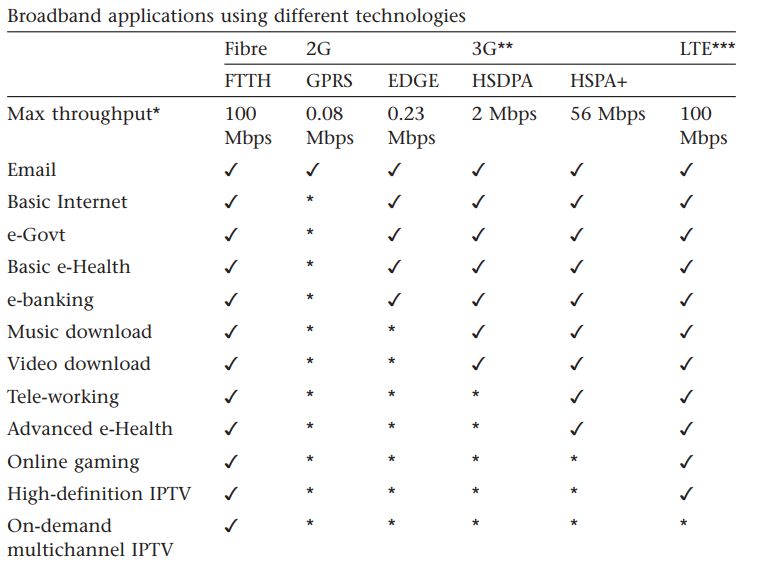 Broadband applications using different technologies
Fibre 2G 3G** LTE***
FTTH GPRS EDGE HSDPA HSPA+
Max throughput* 100 0.08 0.23 2 Mbps 56 Mbps 100
Mbps Mbps Mbps Mbps
Email ✓ ✓ ✓ ✓ ✓ ✓
Basic Internet ✓ * ✓ ✓ ✓ ✓
e-Govt ✓ * ✓ ✓ ✓ ✓
Basic e-Health ✓ * ✓ ✓ ✓ ✓
e-banking ✓ * ✓ ✓ ✓ ✓
Music download ✓ * * ✓ ✓ ✓
Video download ✓ * * ✓ ✓ ✓
Tele-working ✓ * * * ✓ ✓
Advanced e-Health ✓ * * * ✓ ✓
Online gaming ✓ * * * * ✓
High-definition IPTV ✓ * * * * ✓
On-demand ✓ * * * * *
multichannel IPTV